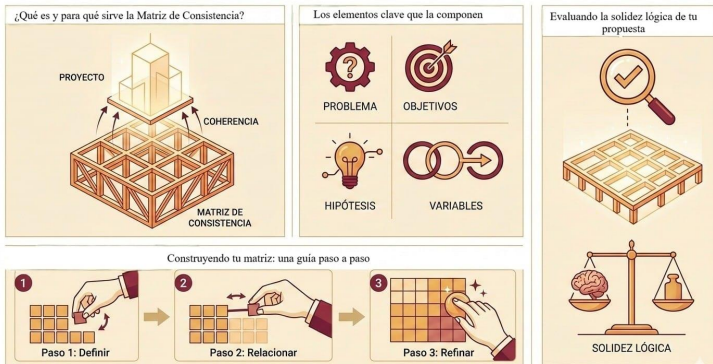 ¿Qué es y para qué sirve la Matriz de Consistencia?
PROYECTO
COHERENCIA
MATRIZ DE
CONSISTENCIA
Los elementos clave que la componen
?
PROBLEMA
OBJETIVOS
HIPÓTESIS
VARIABLES
Evaluando la solidez lógica de tu
propuesta
SOLIDEZ LÓGICA
Construyendo tu matriz: una guía paso a paso
1
Paso 1: Definir
2
Paso 2: Relacionar
3
Paso 3: Refinar